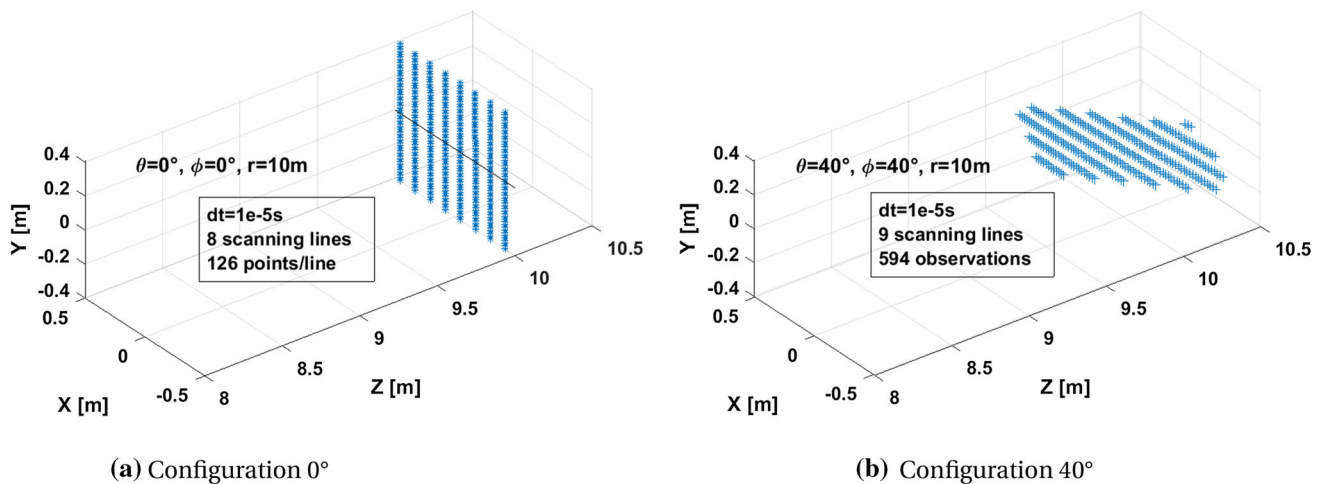 θ=0°, ϕ=0°, r=10m
dt=1e-5s
8 scanning lines
126 points/line
Y [m]
0.4
0.2
0
-0.2
-0.4
X [m]
0.5
0
-0.5
Z [m]
8
8.5
9
9.5
10
10.5
(a) Configuration 0°
θ=40°, ϕ=40°, r=10m
dt=1e-5s
9 scanning lines
594 observations
Y [m]
0.4
0.2
0
-0.2
-0.4
X [m]
0.5
0
-0.5
Z [m]
8
8.5
9
9.5
10
10.5
(b) Configuration 40°